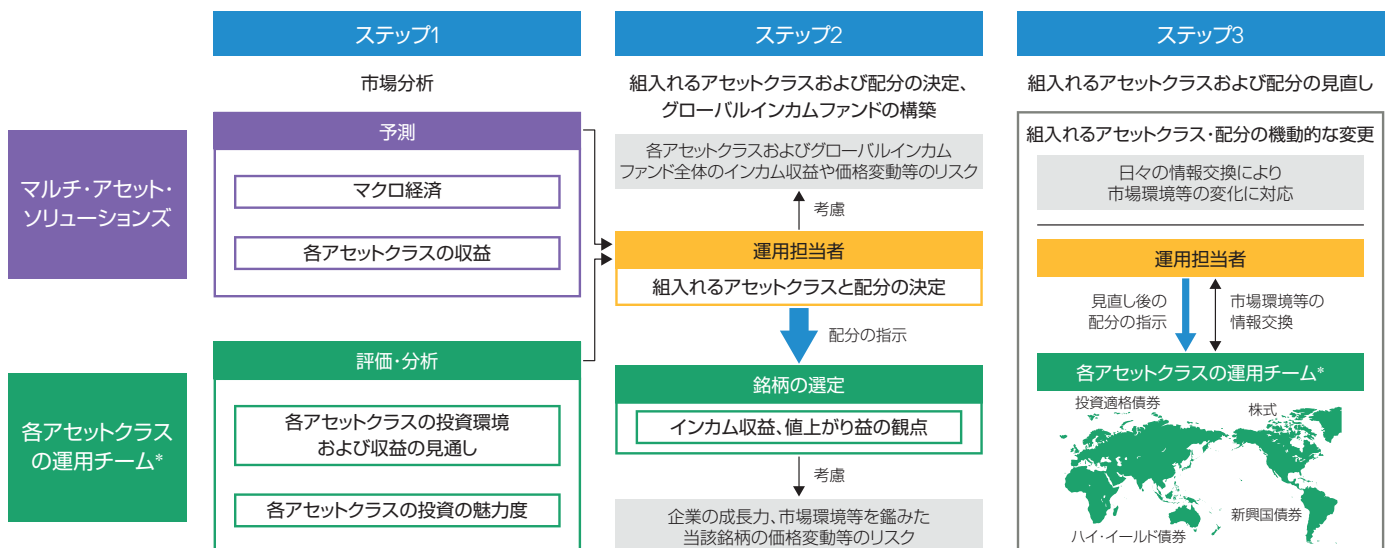 ステップ1
市場分析
マルチ・アセット・
ソリューションズ
予測
マクロ経済
各アセットクラスの収益
各アセットクラス
の運用チーム*
評価・分析
各アセットクラスの投資環境
および収益の見通し
各アセットクラスの投資の魅力度
ステップ2
組入れるアセットクラスおよび配分の決定、
グローバルインカムファンドの構築
各アセットクラスおよびグローバルインカム
ファンド全体のインカム収益や価格変動等のリスク
考慮
運用担当者
組入れるアセットクラスと配分の決定
配分の指示
銘柄の選定
インカム収益、値上がり益の観点
考慮
企業の成長力、市場環境等を鑑みた
当該銘柄の価格変動等のリスク
ステップ3
組入れるアセットクラスおよび配分の見直し
組入れるアセットクラス・配分の機動的な変更
日々の情報交換により
市場環境等の変化に対応
運用担当者
見直し後の
配分の指示
市場環境等の
情報交換
各アセットクラスの運用チーム*
投資適格債券
株式
新興国債券
ハイ・イールド債券